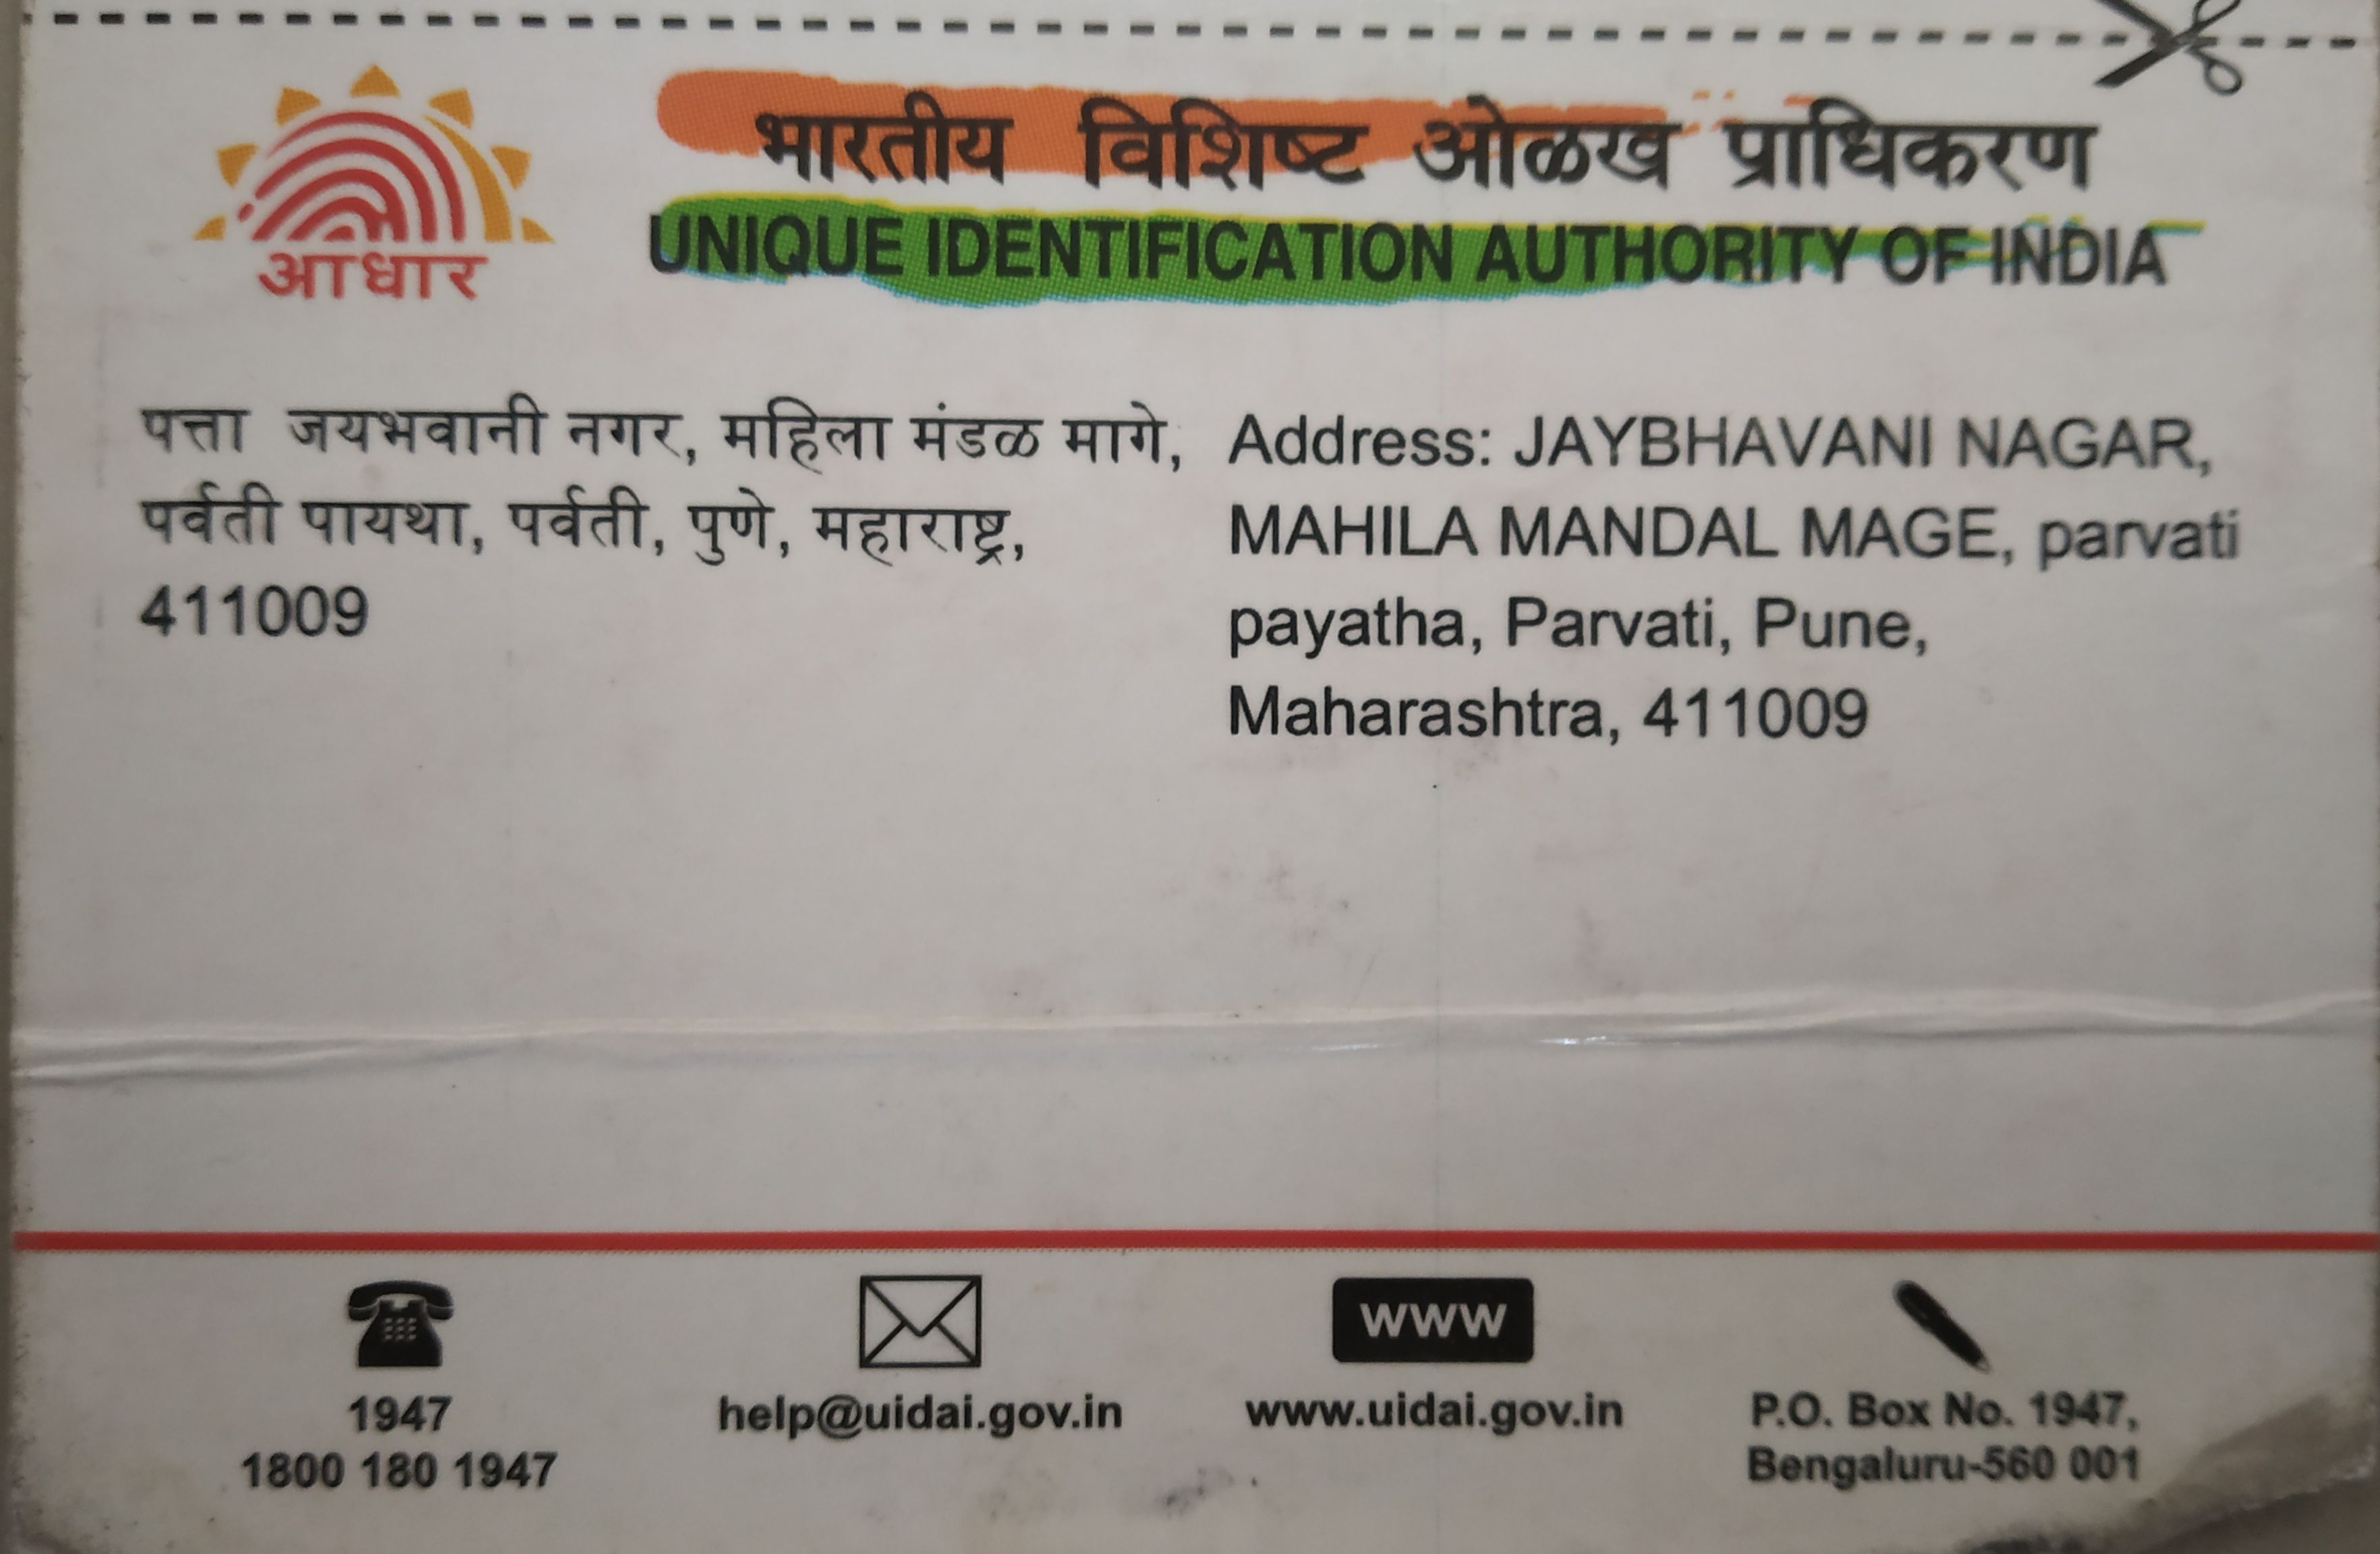 आधार
भारतीय विशिष्ट ओळख प्राधिकरण
UNIQUE IDENTIFICATION AUTHORITY OF INDIA
पत्ता जयभवानी नगर, महिला मंडळ मागे,
पर्वती पायथा, पर्वती, पुणे, महाराष्ट्र,
411009
Address: JAYBHAVANI NAGAR,
MAHILA MANDAL MAGE, parvati
payatha, Parvati, Pune,
Maharashtra, 411009
1947
1800 180 1947
help@uidai.gov.in
www
www.uidai.gov.in
P.O. Box No. 1947,
Bengaluru-560 001